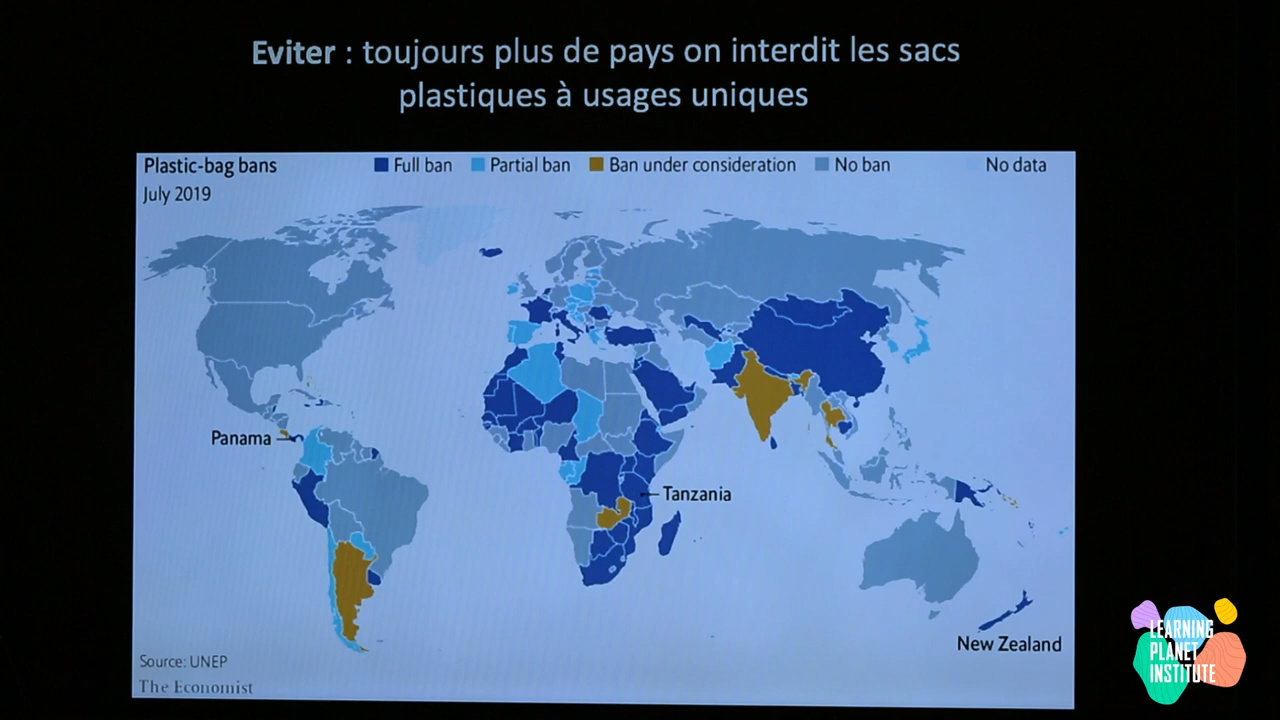 Eviter : toujours plus de pays on interdit les sacs
plastiques à usages uniques
Plastic-bag bans
Full ban
Partial ban
Ban under consideration
No ban
No data
July 2019
Panama
Tanzania
New Zealand
Source: UNEP
The Economist
LEARNING
PLANET
INSTITUTE